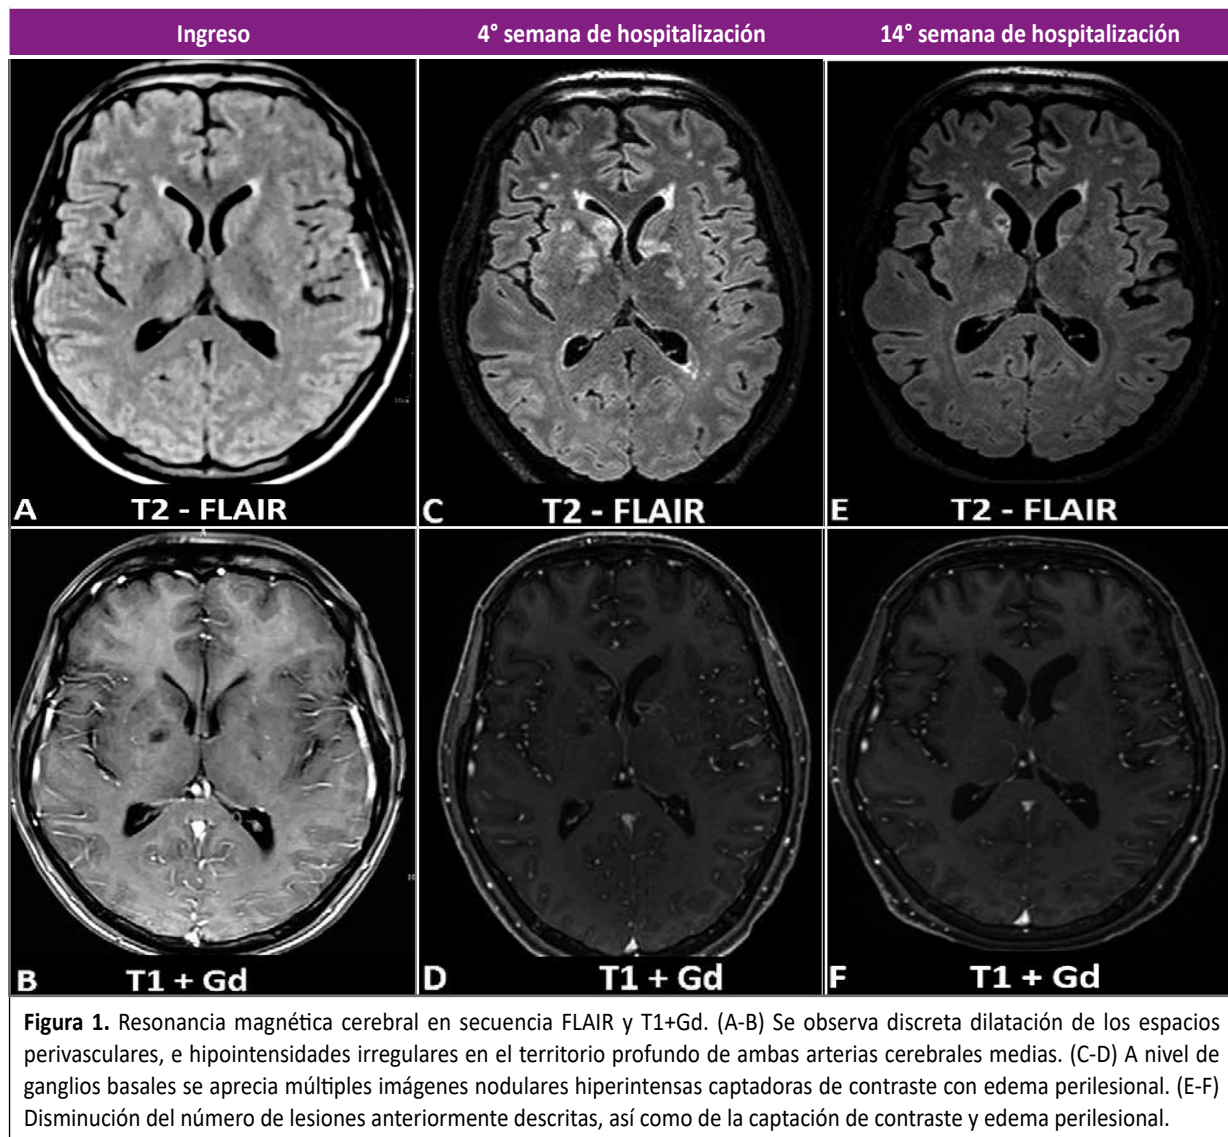 Ingreso
4° semana de hospitalización
14° semana de hospitalización
A
T2 - FLAIR
C
T2 - FLAIR
E
T2 - FLAIR
A
B
T1 + Gd
D
T1 + Gd
F
T1 + Gd
Figura 1. Resonancia magnética cerebral en secuencia FLAIR y T1+Gd. (A-B) Se observa discreta dilatación de los espacios
perivasculares, e hipointensidades irregulares en el territorio profundo de ambas arterias cerebrales medias. (C-D) A nivel de
ganglios basales se aprecia múltiples imágenes nodulares hiperintensas captadoras de contraste con edema perilesional. (E-F)
Disminución del número de lesiones anteriormente descritas, así como de la captación de contraste y edema perilesional.